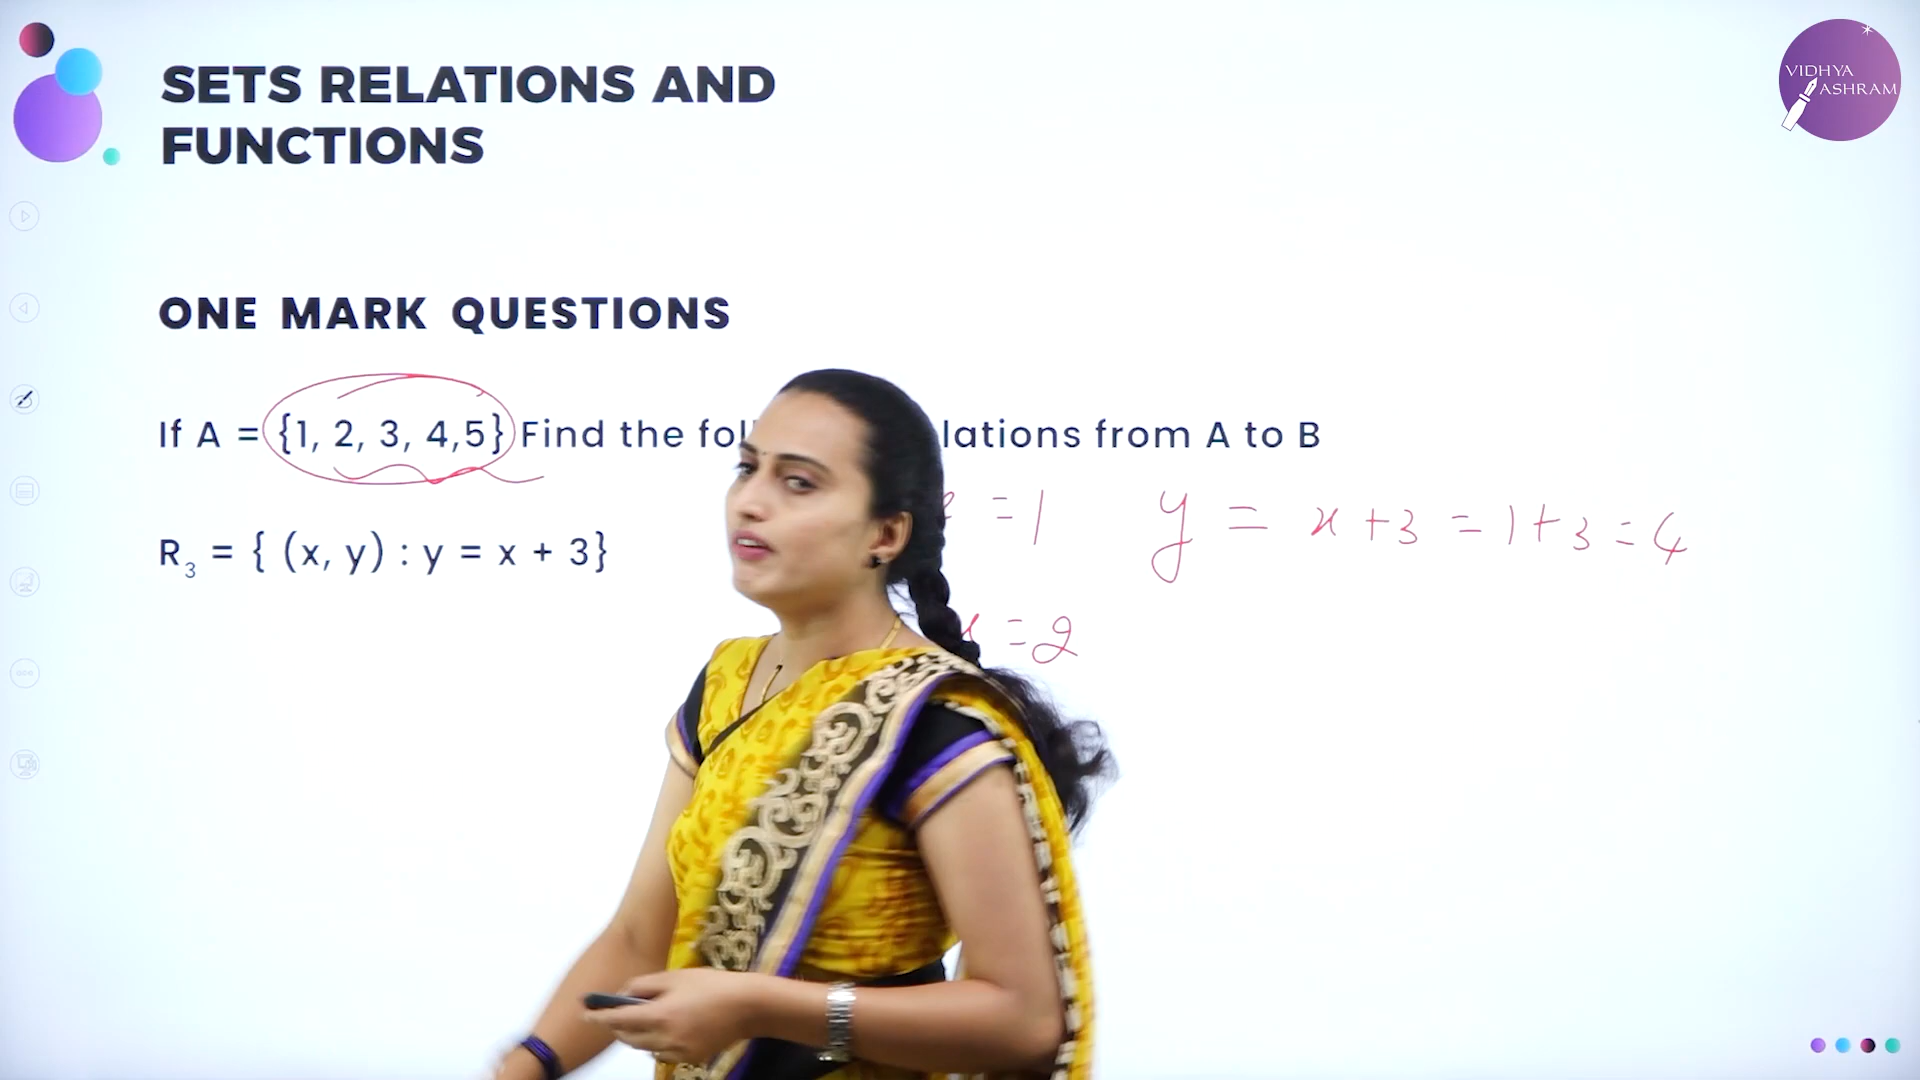 SETS RELATIONS AND
FUNCTIONS
VIDHYA
ASHRAM
ONE MARK QUESTIONS
If A = {1, 2, 3, 4,5} Find the lations from A to B
= 1 y = x + 3 = 1 + 3 = 4
R₃ = { (x, y) : y = x + 3}
= 2